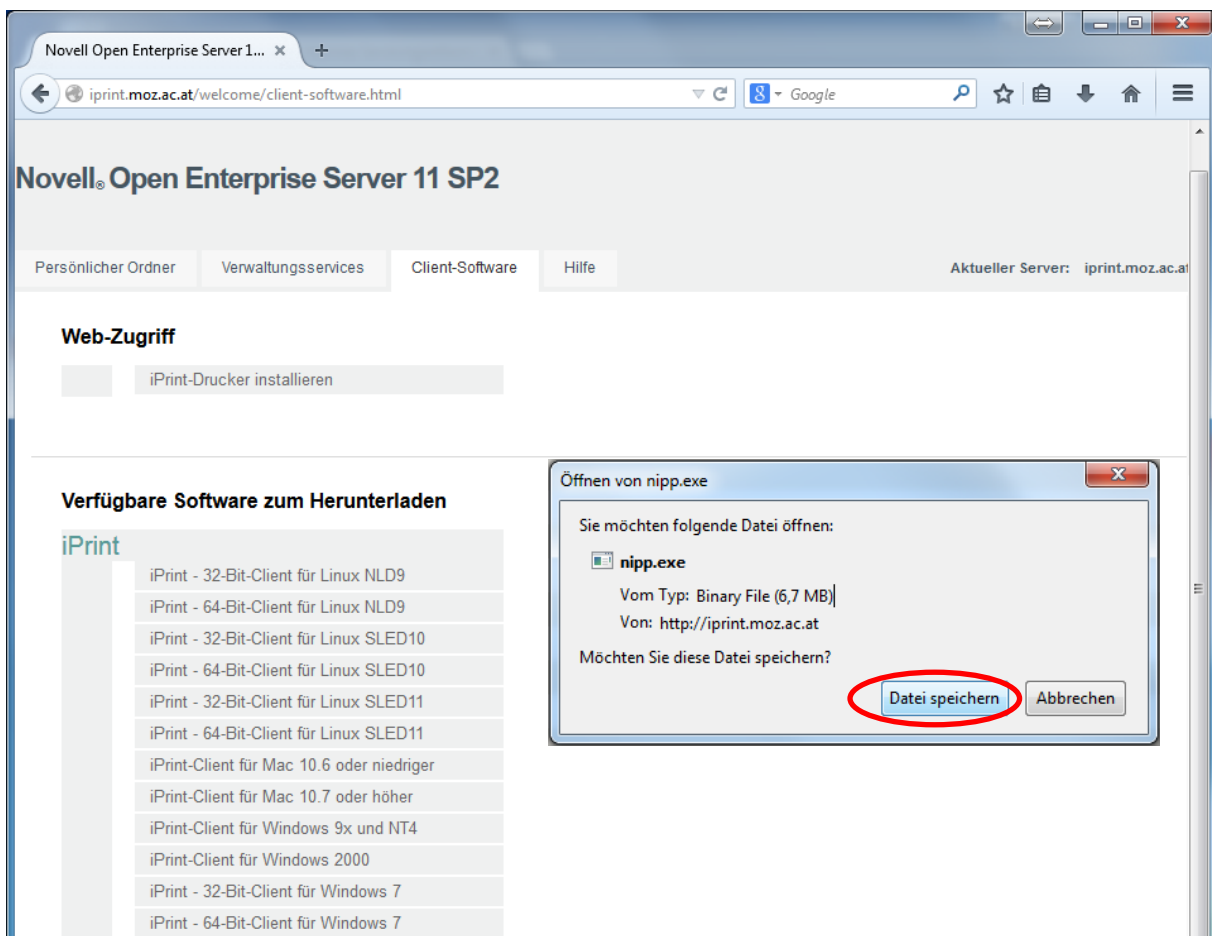 Novell Open Enterprise Server 1... × +
iprint.moz.ac.at/welcome/client-software.html
8 Google
Novell® Open Enterprise Server 11 SP2
Persönlicher Ordner Verwaltungsservices Client-Software Hilfe Aktueller Server: iprint.moz.ac.at
Web-Zugriff
iPrint-Drucker installieren
Verfügbare Software zum Herunterladen
iPrint
iPrint - 32-Bit-Client für Linux NLD9
iPrint - 64-Bit-Client für Linux NLD9
iPrint - 32-Bit-Client für Linux SLED10
iPrint - 64-Bit-Client für Linux SLED10
iPrint - 32-Bit-Client für Linux SLED11
iPrint - 64-Bit-Client für Linux SLED11
iPrint-Client für Mac 10.6 oder niedriger
iPrint-Client für Mac 10.7 oder höher
iPrint-Client für Windows 9x und NT4
iPrint-Client für Windows 2000
iPrint - 32-Bit-Client für Windows 7
iPrint - 64-Bit-Client für Windows 7
Öffnen von nipp.exe
Sie möchten folgende Datei öffnen:
nipp.exe
Vom Typ: Binary File (6,7 MB)
Von: http://iprint.moz.ac.at
Möchten Sie diese Datei speichern?
Datei speichern Abbrechen